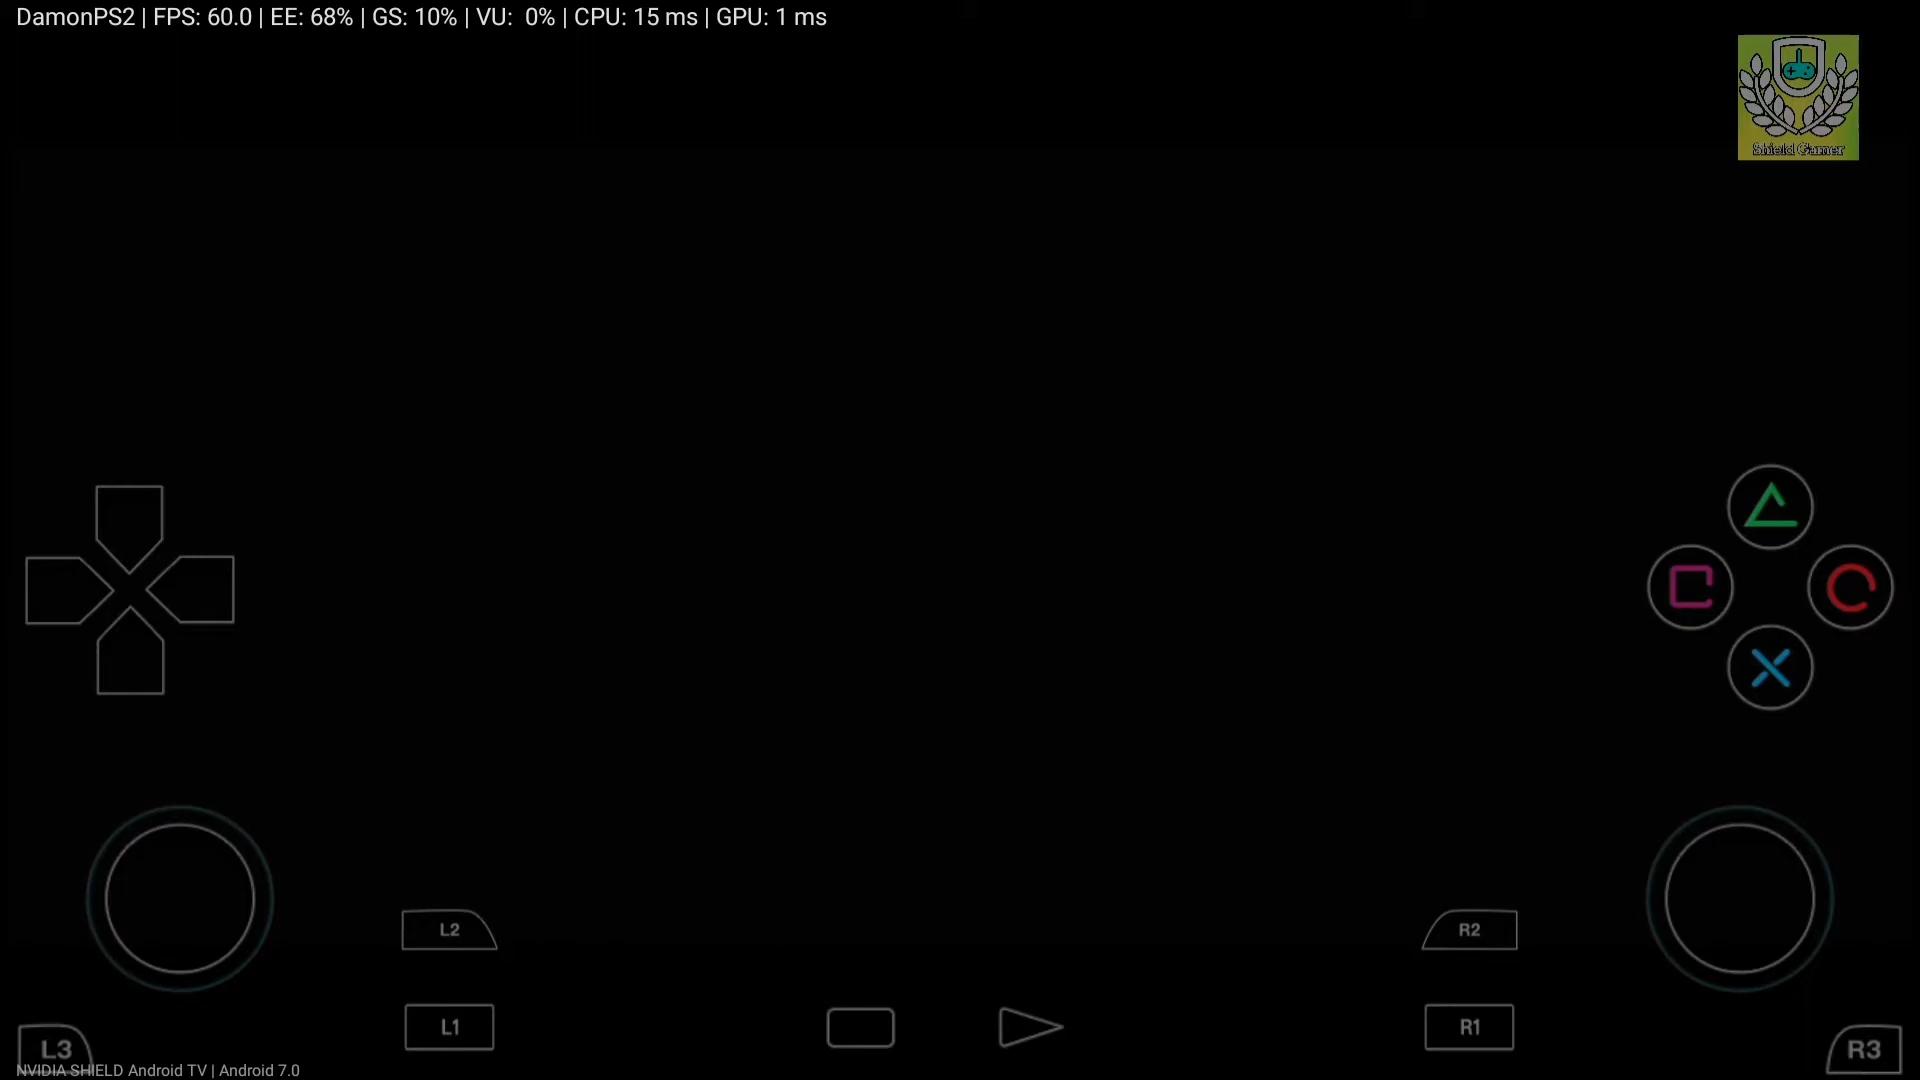 DamonPS2 | FPS: 60.0 | EE: 68% | GS: 10% | VU:  0% | CPU: 15 ms | GPU: 1 ms
Shield Gamer
L2
R2
L1
R1
L3
R3
NVIDIA SHIELD Android TV | Android 7.0